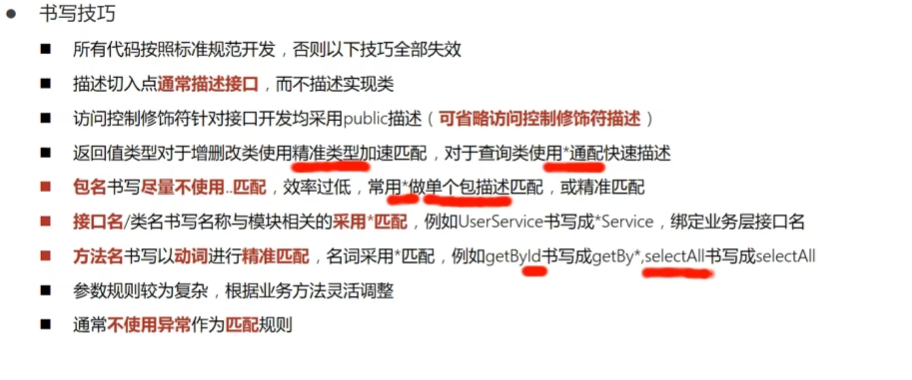 书写技巧
所有代码按照标准规范开发，否则以下技巧全部失效
描述切入点通常描述接口，而不描述实现类
访问控制修饰符针对接口开发均采用public描述（可省略访问控制修饰符描述）
返回值类型对于增删改类使用精准类型加速匹配，对于查询类使用*通配快速描述
包名书写尽量不使用..匹配，效率过低，常用*做单个包描述匹配，或精准匹配
接口名/类名书写名称与模块相关的采用*匹配，例如UserService书写成*Service，绑定业务层接口名
方法名书写以动词进行精准匹配，名词采用*匹配，例如getById书写成getBy*,selectAll书写成selectAll
参数规则较为复杂，根据业务方法灵活调整
通常不使用异常作为匹配规则